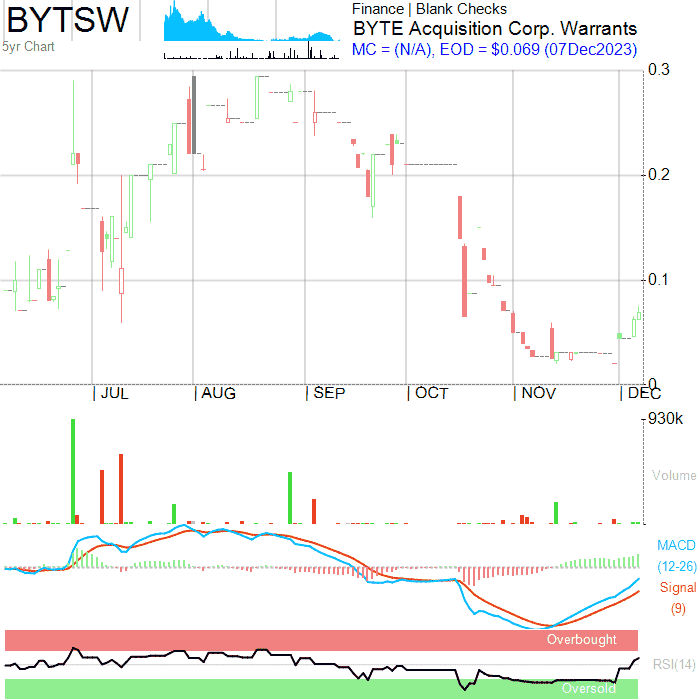 BYTSW
5yr Chart
Finance | Blank Checks
BYTE Acquisition Corp. Warrants
MC = (N/A), EOD = $0.069 (07Dec2023)
0.3
0.2
0.1
0
JUL AUG SEP OCT NOV DEC
930k
Volume
MACD
(12-26)
Signal
(9)
Overbought
RSI(14)
Oversold